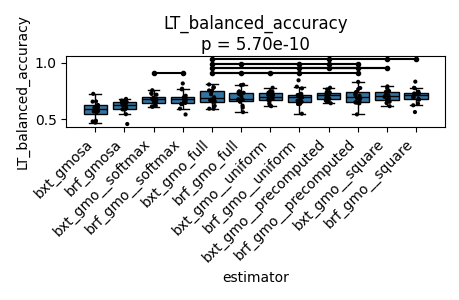 LT_balanced_accuracy
p = 5.70e-10
LT_balanced_accuracy
1.0
0.5
bxt_gmosa
brf_gmosa
bxt_gmo__softmax
brf_gmo__softmax
bxt_gmo_full
brf_gmo_full
bxt_gmo__uniform
brf_gmo__uniform
bxt_gmo__precomputed
brf_gmo__precomputed
bxt_gmo__square
brf_gmo__square
estimator